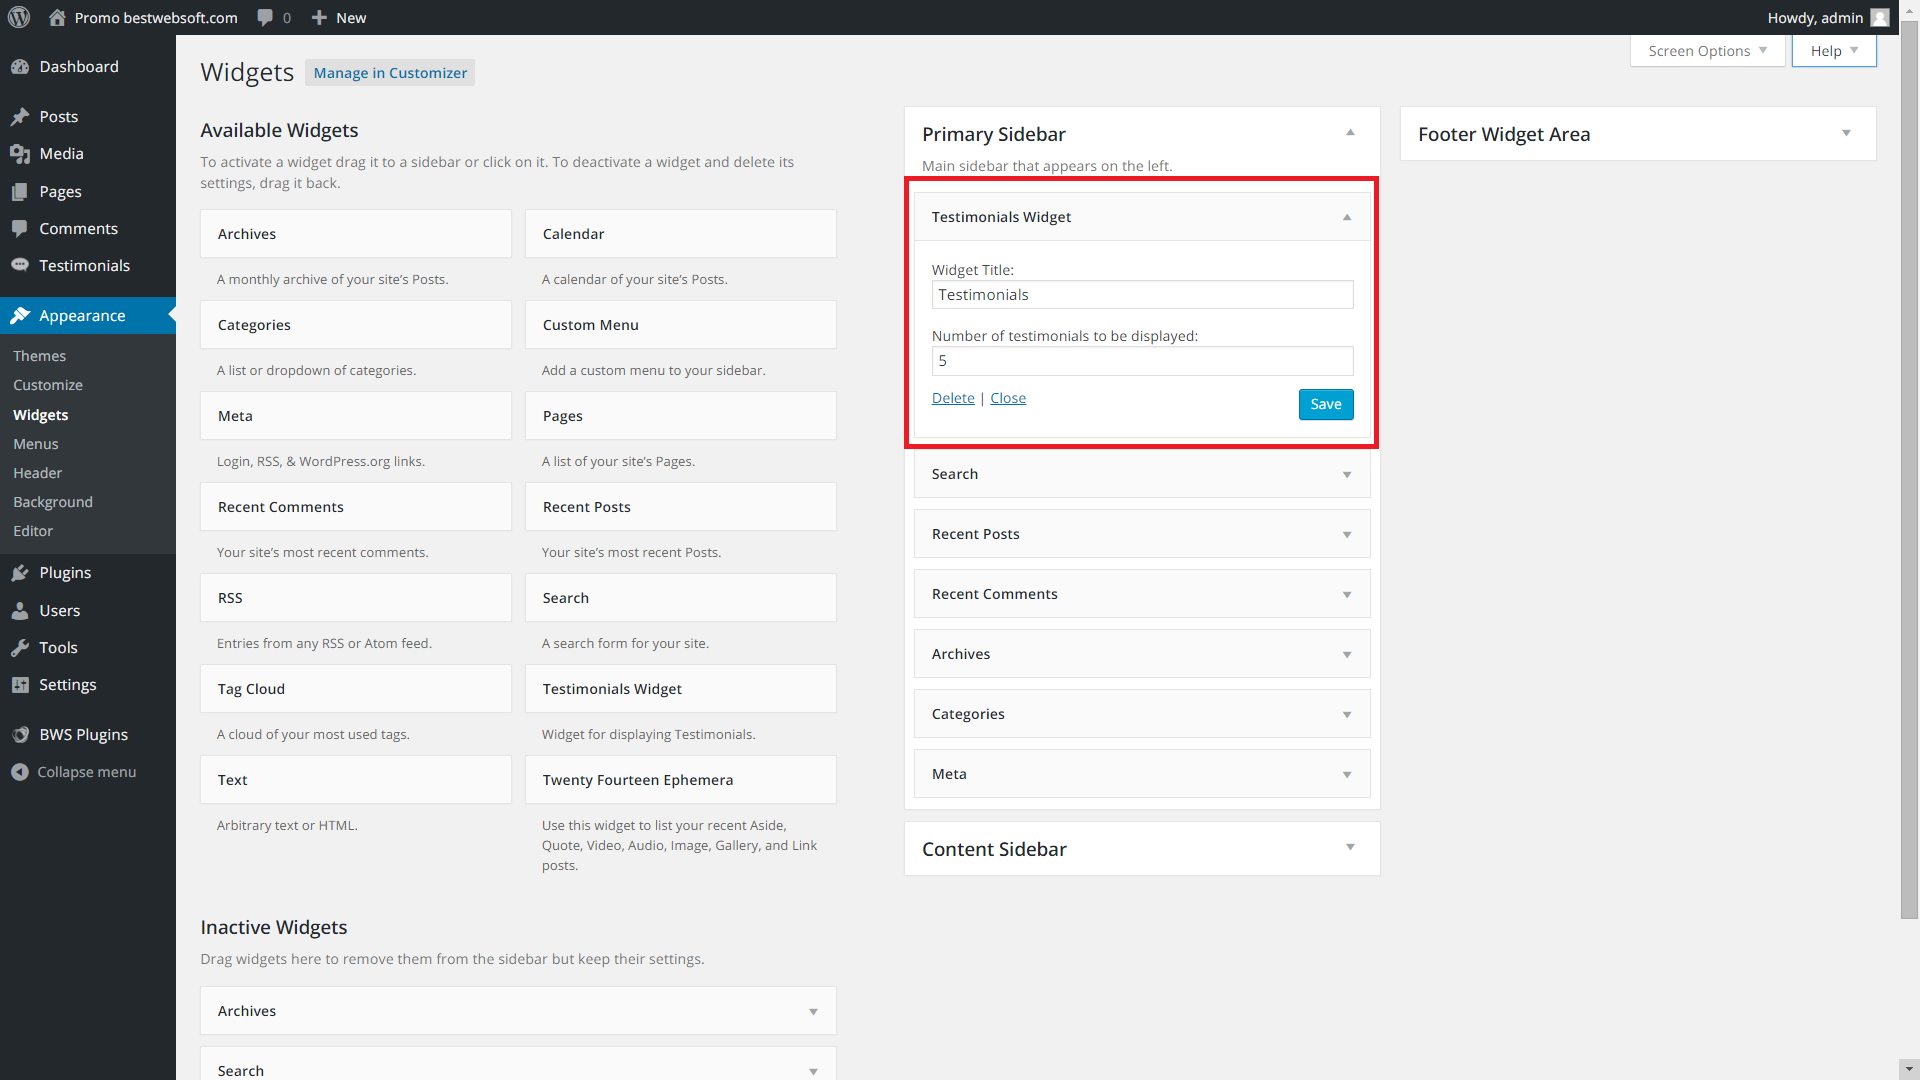 Promo bestwebsoft.com 0 New Howdy, admin
Dashboard
Posts
Media
Pages
Comments
Testimonials
Appearance
Themes
Customize
Widgets
Menus
Header
Background
Editor
Plugins
Users
Tools
Settings
BWS Plugins
Collapse menu
Screen Options Help
Widgets Manage in Customizer
Available Widgets
To activate a widget drag it to a sidebar or click on it. To deactivate a widget and delete its
settings, drag it back.
Archives
A monthly archive of your site’s Posts.
Calendar
A calendar of your site’s Posts.
Categories
A list or dropdown of categories.
Custom Menu
Add a custom menu to your sidebar.
Meta
Login, RSS, & WordPress.org links.
Pages
A list of your site’s Pages.
Recent Comments
Your site’s most recent comments.
Recent Posts
Your site’s most recent Posts.
RSS
Entries from any RSS or Atom feed.
Search
A search form for your site.
Tag Cloud
A cloud of your most used tags.
Testimonials Widget
Widget for displaying Testimonials.
Text
Arbitrary text or HTML.
Twenty Fourteen Ephemera
Use this widget to list your recent Aside,
Quote, Video, Audio, Image, Gallery, and Link
posts.
Inactive Widgets
Drag widgets here to remove them from the sidebar but keep their settings.
Archives
Search
Primary Sidebar
Main sidebar that appears on the left.
Testimonials Widget
Widget Title:
Testimonials
Number of testimonials to be displayed:
5
Delete | Close Save
Search
Recent Posts
Recent Comments
Archives
Categories
Meta
Content Sidebar
Footer Widget Area